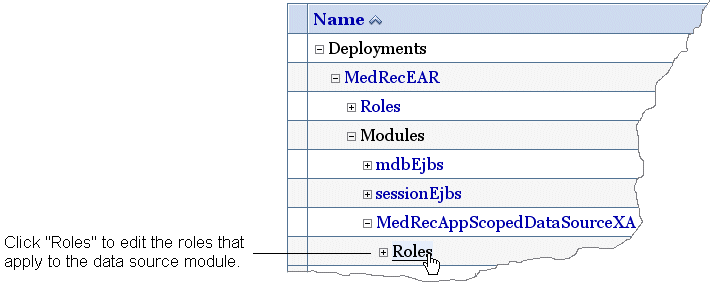 Name
Deployments
MedRecEAR
Roles
Modules
mdbEjbs
sessionEjbs
MedRecAppScopedDataSourceXA
Roles
Click "Roles" to edit the roles that
apply to the data source module.